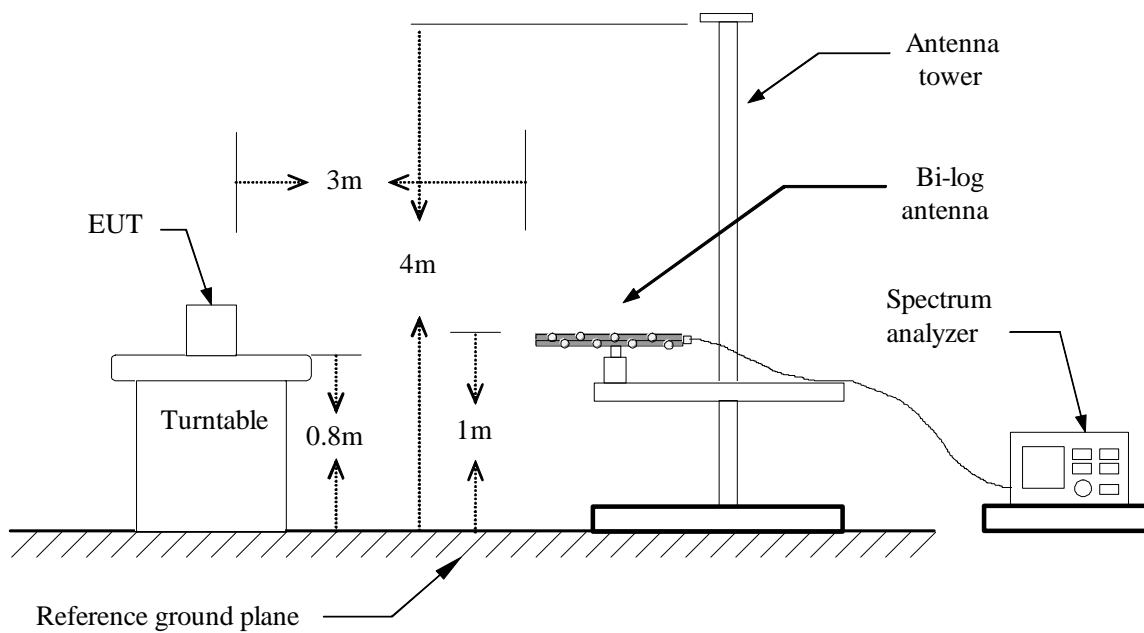 Antenna
tower
3m
Bi-log
antenna
EUT
4m
Spectrum
analyzer
Turntable
0.8m
1m
Reference ground plane